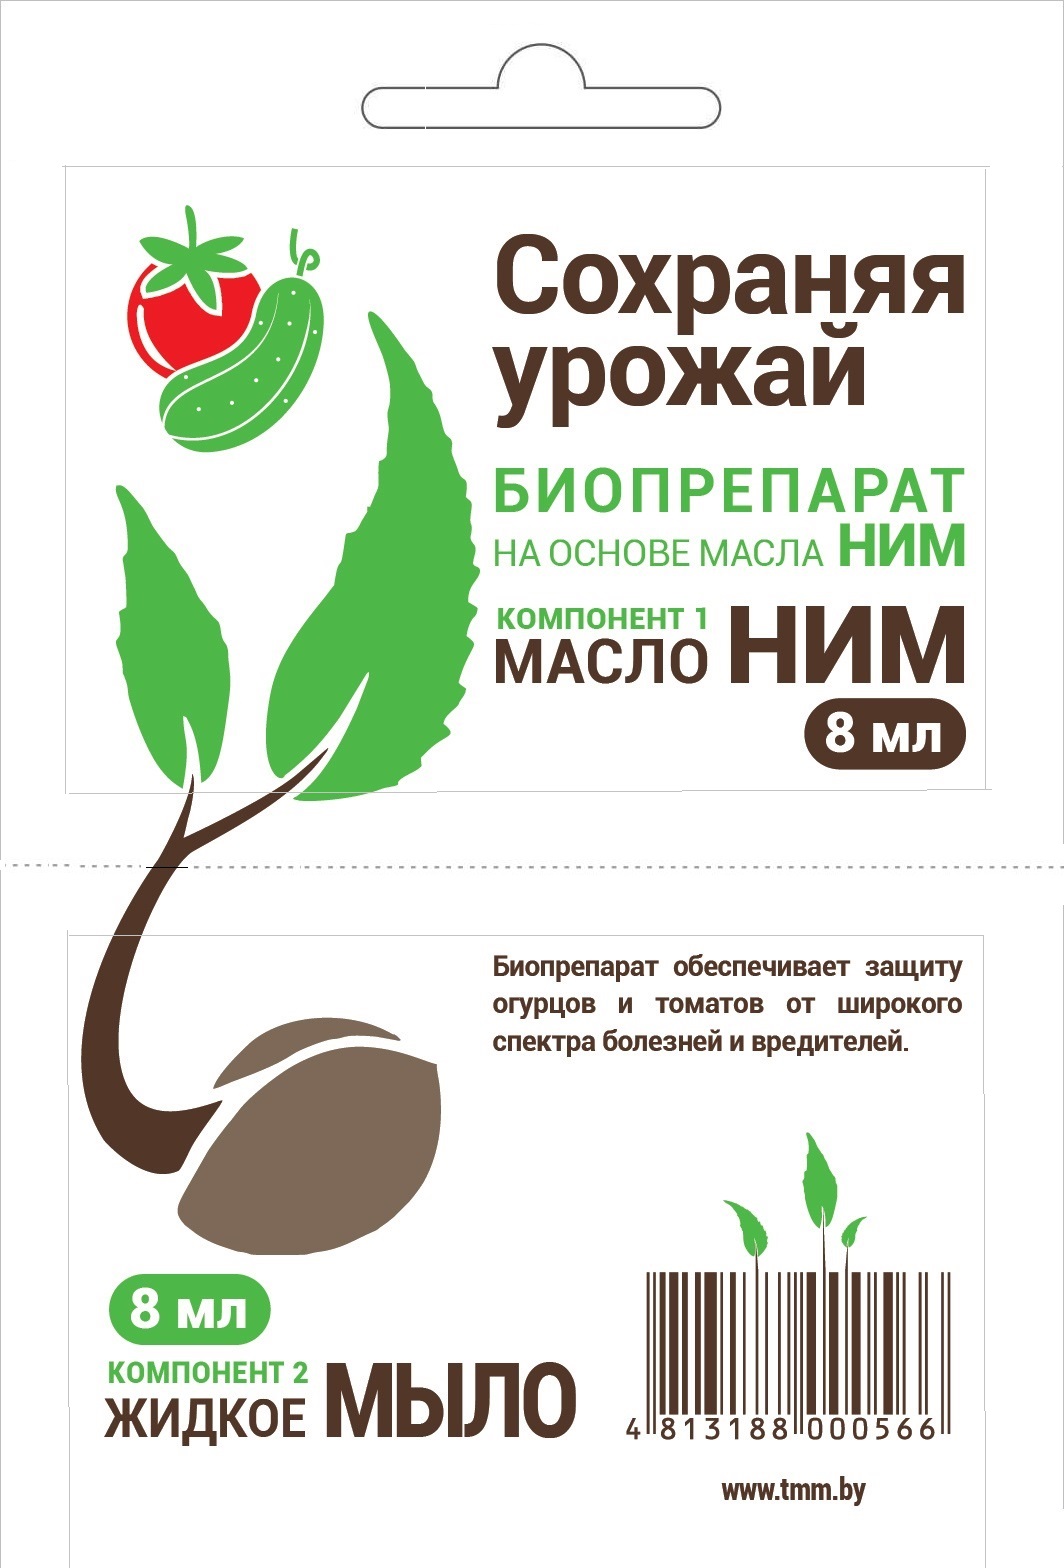 Сохраняя
урожай
БИОПРЕПАРАТ
НА ОСНОВЕ МАСЛА НИМ
КОМПОНЕНТ 1
МАСЛО НИМ
8 мл
Биопрепарат обеспечивает защиту
огурцов и томатов от широкого
спектра болезней и вредителей.
8 мл
КОМПОНЕНТ 2
ЖИДКОЕ МЫЛО
4 813188 000566
www.tmm.by